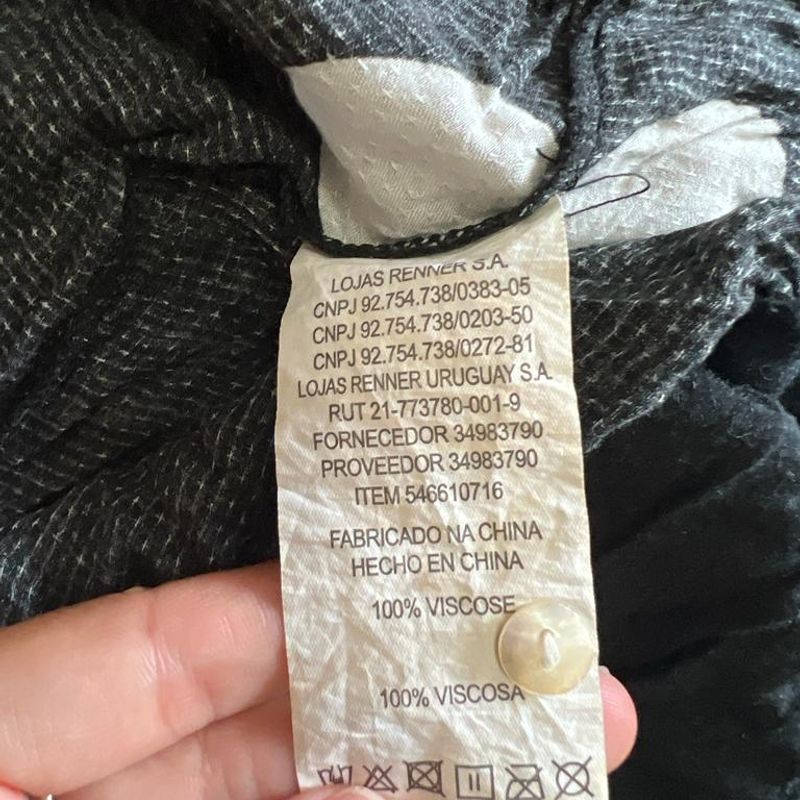 LOJAS RENNER S.A.
CNPJ 92.754.738/0383-05
CNPJ 92.754.738/0203-50
CNPJ 92.754.738/0272-81
LOJAS RENNER URUGUAY S.A.
RUT 21-773780-001-9
FORNECEDOR 34983790
PROVEEDOR 34983790
ITEM 546610716
FABRICADO NA CHINA
HECHO EN CHINA
100% VISCOSE
100% VISCOSA